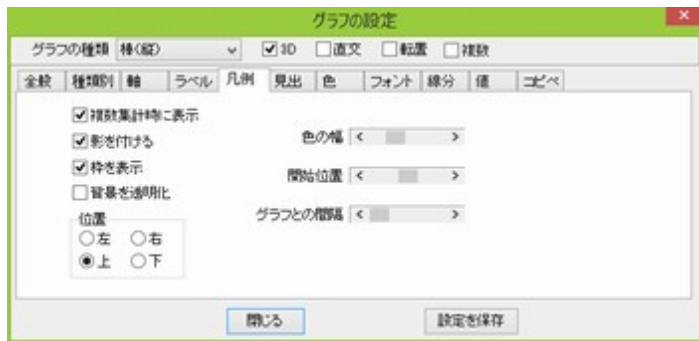 グラフの設定
グラフの種類 棒(縦) 3D 直交 転置 複数
全般 種類別 軸 ラベル 凡例 見出 色 フォント 線分 値 コピペ
複数集計時に表示
影を付ける
枠を表示
背景を透明化
位置
左 右
上 下
色の幅
開始位置
グラフとの間隔
閉じる 設定を保存